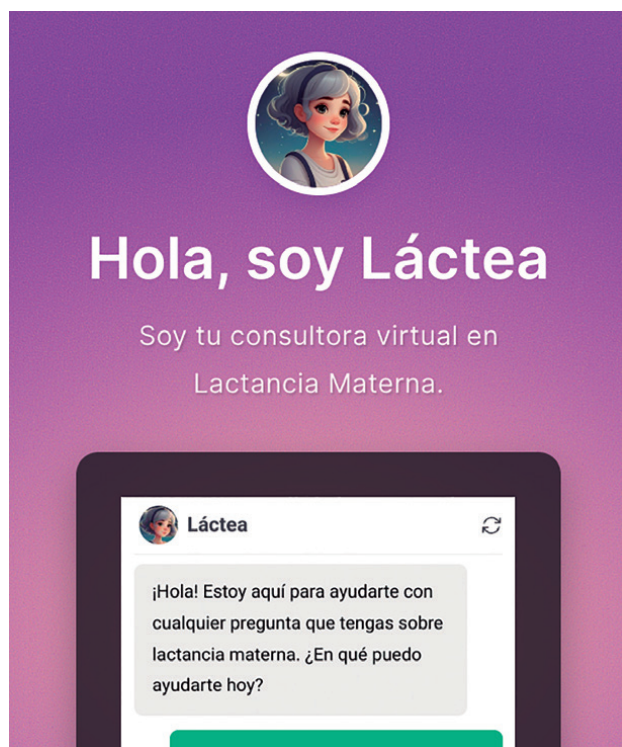 Hola, soy Láctea
Soy tu consultora virtual en
Lactancia Materna.
Láctea
¡Hola! Estoy aquí para ayudarte con
cualquier pregunta que tengas sobre
lactancia materna. ¿En qué puedo
ayudarte hoy?